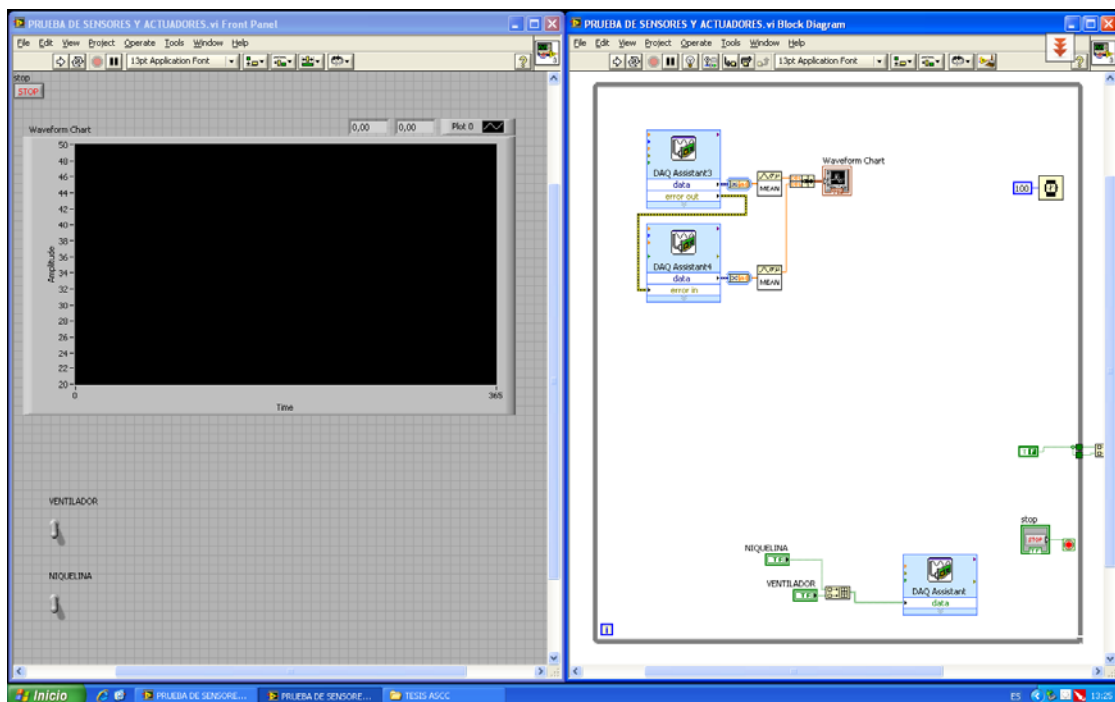 PRUEBA DE SENSORES Y ACTUADORES.vi Front Panel
File Edit View Project Operate Tools Window Help
13pt Application Font
stop
STOP
Waveform Chart
0,00 0,00 Plot 0
50
48
46
44
42
40
38
36
34
32
30
28
26
24
22
20
Amplitude
0 365
Time
VENTILADOR
NIQUELINA
PRUEBA DE SENSORES Y ACTUADORES.vi Block Diagram
File Edit View Project Operate Tools Window Help
13pt Application Font
DAQ Assistant3
data
error out
MEAN
Waveform Chart
100
DAQ Assistant4
data
error in
MEAN
stop
STOP
NIQUELINA
TF
VENTILADOR
TF
DAQ Assistant
data
i
Inicio
PRUEBA DE SENSORE...
PRUEBA DE SENSORE...
TESIS ASCC
ES
13:25